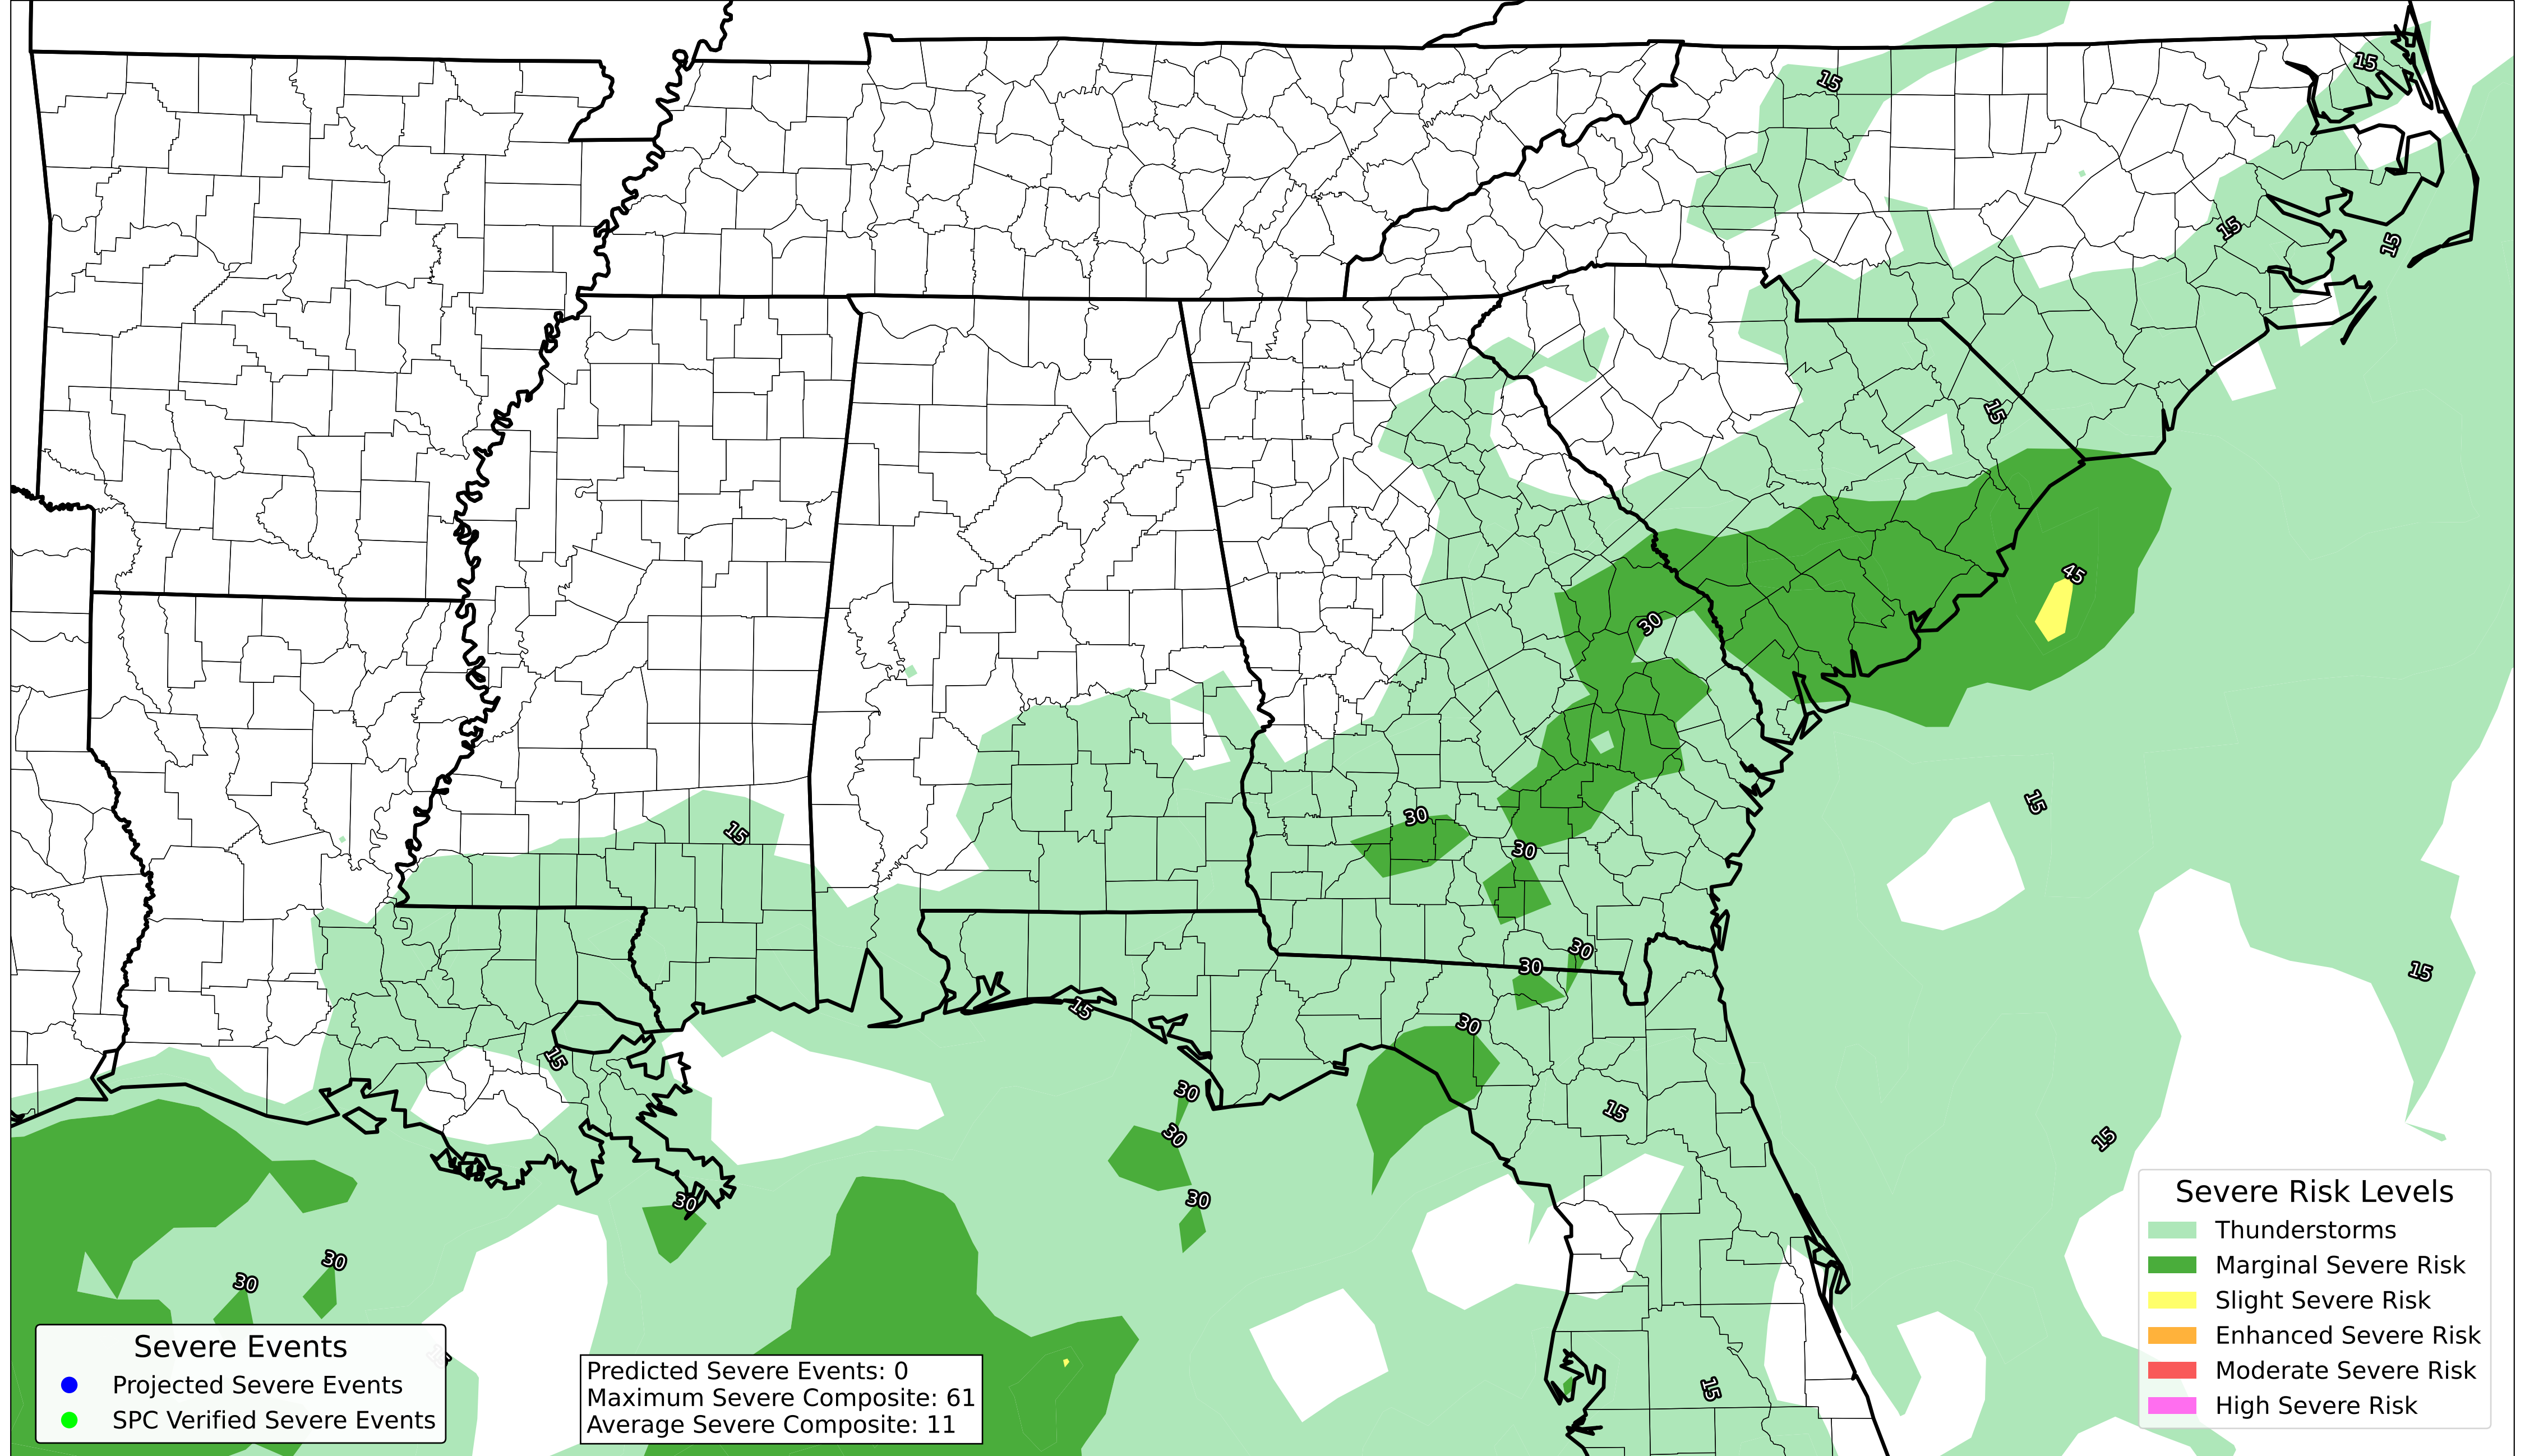 15
15
15
15
15
45
30
15
15
30
30
15
30
30
15
30
15
30
15
30
15
30
30
30
30
15
Severe Risk Levels
Thunderstorms
Marginal Severe Risk
Slight Severe Risk
Enhanced Severe Risk
Moderate Severe Risk
High Severe Risk
Severe Events
Projected Severe Events
SPC Verified Severe Events
Predicted Severe Events: 0
Maximum Severe Composite: 61
Average Severe Composite: 11